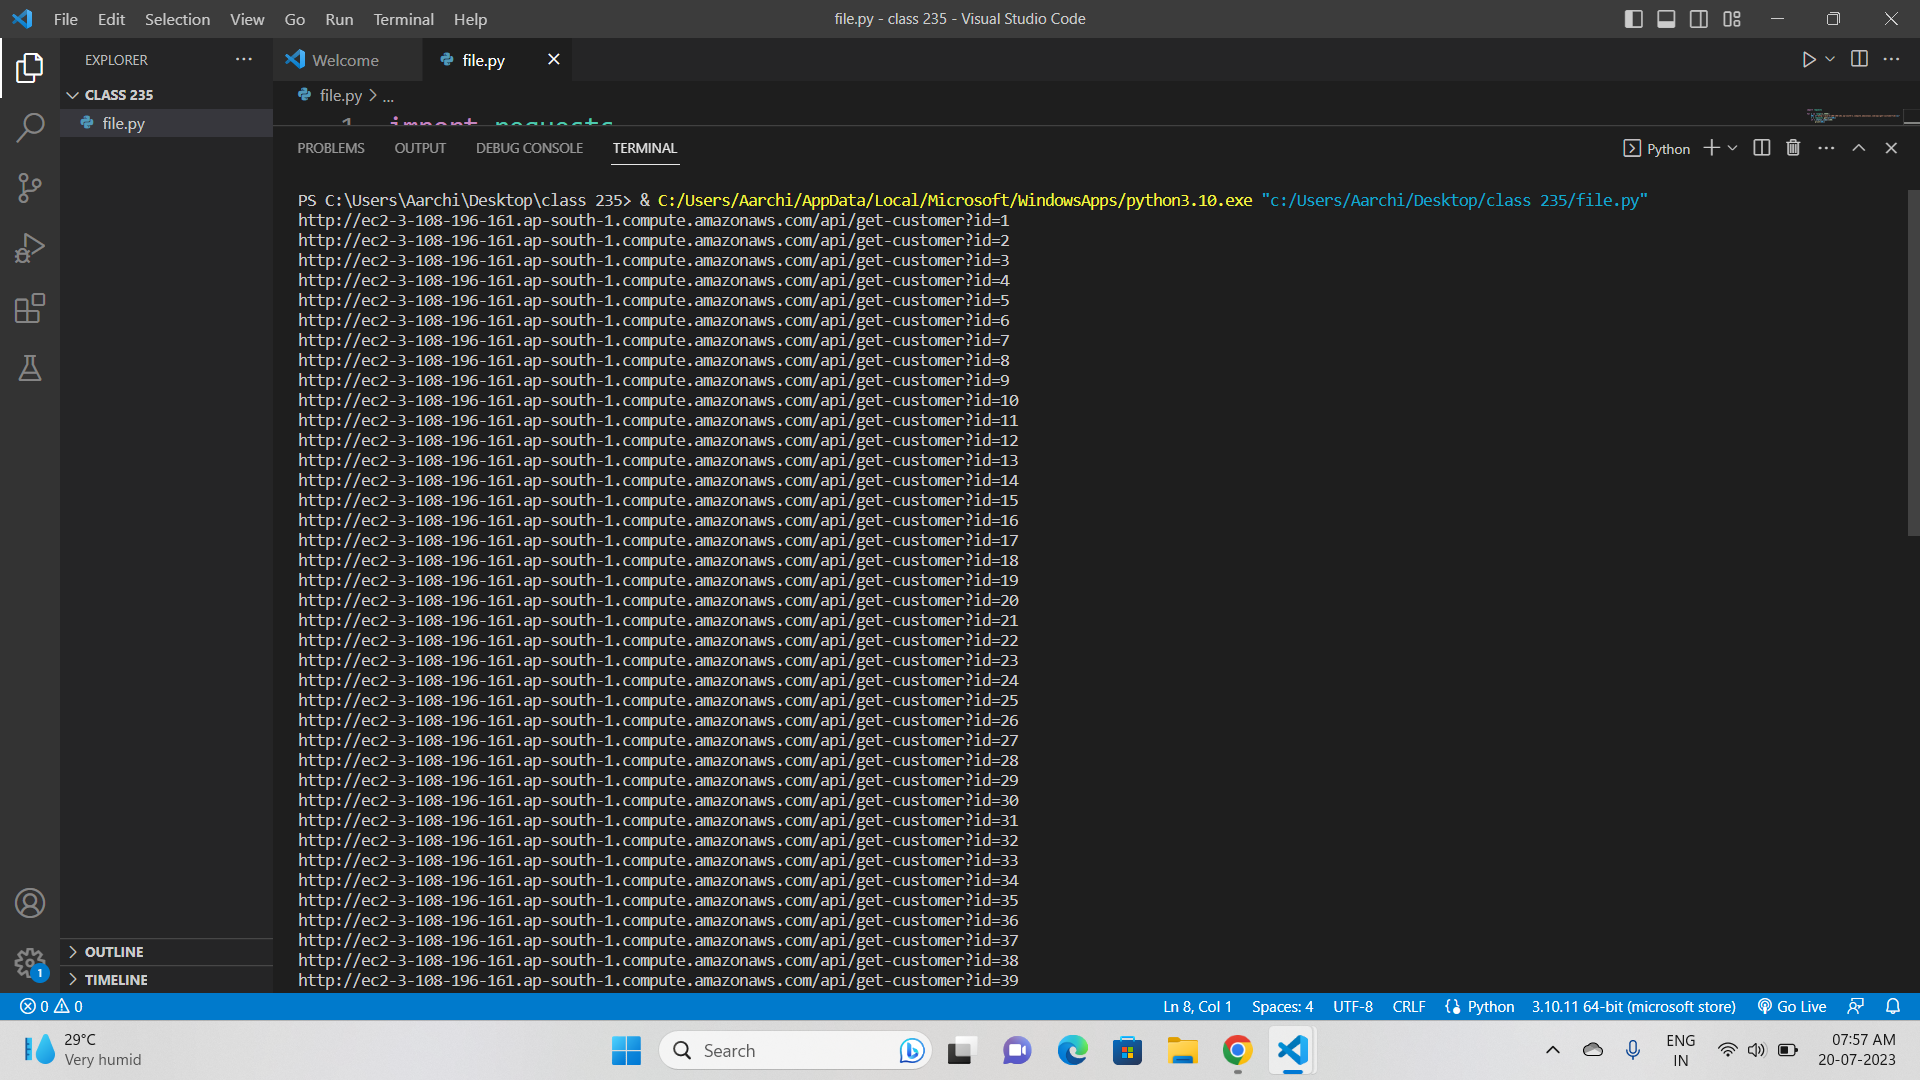 File Edit Selection View Go Run Terminal Help
file.py - class 235 - Visual Studio Code
EXPLORER
CLASS 235
file.py
Welcome
file.py
file.py > ...
1 import requests
PROBLEMS OUTPUT DEBUG CONSOLE TERMINAL
Python
PS C:\Users\Aarchi\Desktop\class 235> & C:/Users/Aarchi/AppData/Local/Microsoft/WindowsApps/python3.10.exe "c:/Users/Aarchi/Desktop/class 235/file.py"
http://ec2-3-108-196-161.ap-south-1.compute.amazonaws.com/api/get-customer?id=1
http://ec2-3-108-196-161.ap-south-1.compute.amazonaws.com/api/get-customer?id=2
http://ec2-3-108-196-161.ap-south-1.compute.amazonaws.com/api/get-customer?id=3
http://ec2-3-108-196-161.ap-south-1.compute.amazonaws.com/api/get-customer?id=4
http://ec2-3-108-196-161.ap-south-1.compute.amazonaws.com/api/get-customer?id=5
http://ec2-3-108-196-161.ap-south-1.compute.amazonaws.com/api/get-customer?id=6
http://ec2-3-108-196-161.ap-south-1.compute.amazonaws.com/api/get-customer?id=7
http://ec2-3-108-196-161.ap-south-1.compute.amazonaws.com/api/get-customer?id=8
http://ec2-3-108-196-161.ap-south-1.compute.amazonaws.com/api/get-customer?id=9
http://ec2-3-108-196-161.ap-south-1.compute.amazonaws.com/api/get-customer?id=10
http://ec2-3-108-196-161.ap-south-1.compute.amazonaws.com/api/get-customer?id=11
http://ec2-3-108-196-161.ap-south-1.compute.amazonaws.com/api/get-customer?id=12
http://ec2-3-108-196-161.ap-south-1.compute.amazonaws.com/api/get-customer?id=13
http://ec2-3-108-196-161.ap-south-1.compute.amazonaws.com/api/get-customer?id=14
http://ec2-3-108-196-161.ap-south-1.compute.amazonaws.com/api/get-customer?id=15
http://ec2-3-108-196-161.ap-south-1.compute.amazonaws.com/api/get-customer?id=16
http://ec2-3-108-196-161.ap-south-1.compute.amazonaws.com/api/get-customer?id=17
http://ec2-3-108-196-161.ap-south-1.compute.amazonaws.com/api/get-customer?id=18
http://ec2-3-108-196-161.ap-south-1.compute.amazonaws.com/api/get-customer?id=19
http://ec2-3-108-196-161.ap-south-1.compute.amazonaws.com/api/get-customer?id=20
http://ec2-3-108-196-161.ap-south-1.compute.amazonaws.com/api/get-customer?id=21
http://ec2-3-108-196-161.ap-south-1.compute.amazonaws.com/api/get-customer?id=22
http://ec2-3-108-196-161.ap-south-1.compute.amazonaws.com/api/get-customer?id=23
http://ec2-3-108-196-161.ap-south-1.compute.amazonaws.com/api/get-customer?id=24
http://ec2-3-108-196-161.ap-south-1.compute.amazonaws.com/api/get-customer?id=25
http://ec2-3-108-196-161.ap-south-1.compute.amazonaws.com/api/get-customer?id=26
http://ec2-3-108-196-161.ap-south-1.compute.amazonaws.com/api/get-customer?id=27
http://ec2-3-108-196-161.ap-south-1.compute.amazonaws.com/api/get-customer?id=28
http://ec2-3-108-196-161.ap-south-1.compute.amazonaws.com/api/get-customer?id=29
http://ec2-3-108-196-161.ap-south-1.compute.amazonaws.com/api/get-customer?id=30
http://ec2-3-108-196-161.ap-south-1.compute.amazonaws.com/api/get-customer?id=31
http://ec2-3-108-196-161.ap-south-1.compute.amazonaws.com/api/get-customer?id=32
http://ec2-3-108-196-161.ap-south-1.compute.amazonaws.com/api/get-customer?id=33
http://ec2-3-108-196-161.ap-south-1.compute.amazonaws.com/api/get-customer?id=34
http://ec2-3-108-196-161.ap-south-1.compute.amazonaws.com/api/get-customer?id=35
http://ec2-3-108-196-161.ap-south-1.compute.amazonaws.com/api/get-customer?id=36
http://ec2-3-108-196-161.ap-south-1.compute.amazonaws.com/api/get-customer?id=37
http://ec2-3-108-196-161.ap-south-1.compute.amazonaws.com/api/get-customer?id=38
http://ec2-3-108-196-161.ap-south-1.compute.amazonaws.com/api/get-customer?id=39
OUTLINE
TIMELINE
1
0 0
Ln 8, Col 1 Spaces: 4 UTF-8 CRLF Python 3.10.11 64-bit (microsoft store) Go Live
29°C
Very humid
Search
ENG
IN
07:57 AM
20-07-2023